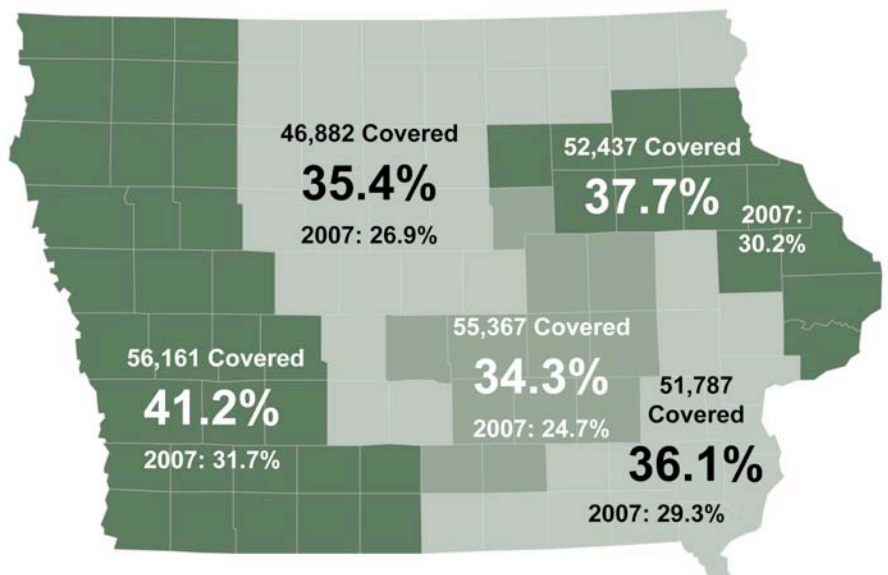 46,882 Covered
35.4%
2007: 26.9%
52,437 Covered
37.7%
2007:
30.2%
56,161 Covered
41.2%
2007: 31.7%
55,367 Covered
34.3%
2007: 24.7%
51,787
Covered
36.1%
2007: 29.3%